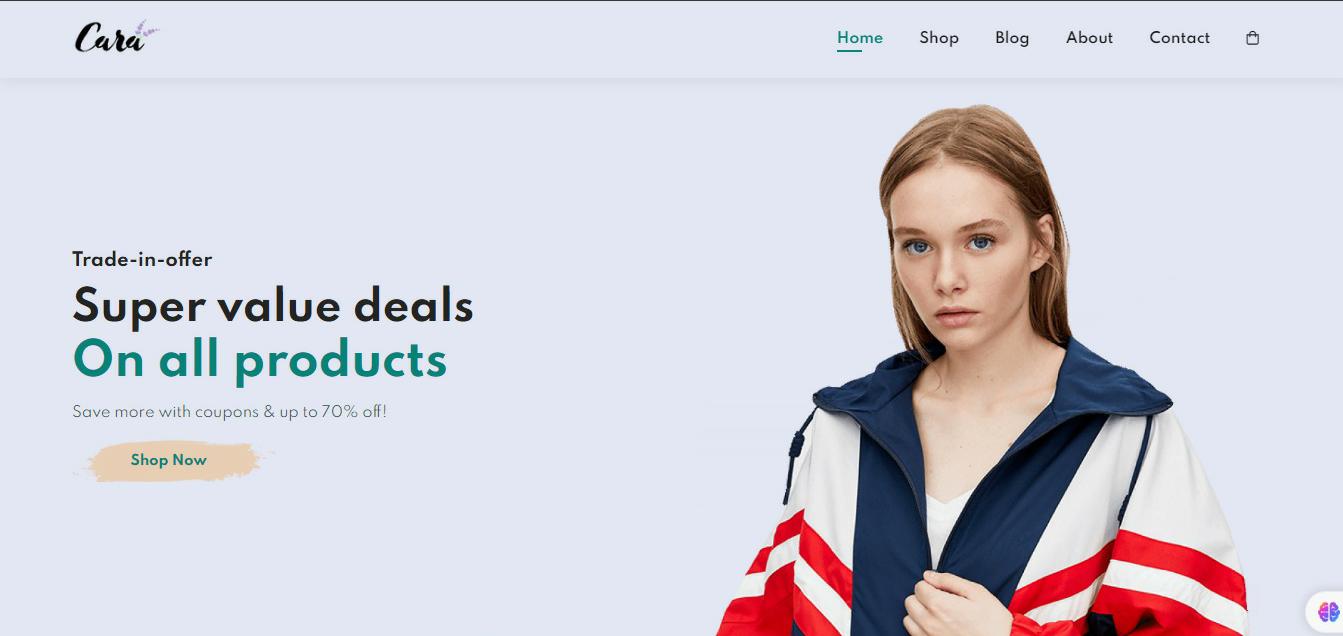 Cara
Home Shop Blog About Contact
Trade-in-offer
Super value deals
On all products
Save more with coupons & up to 70% off!
Shop Now